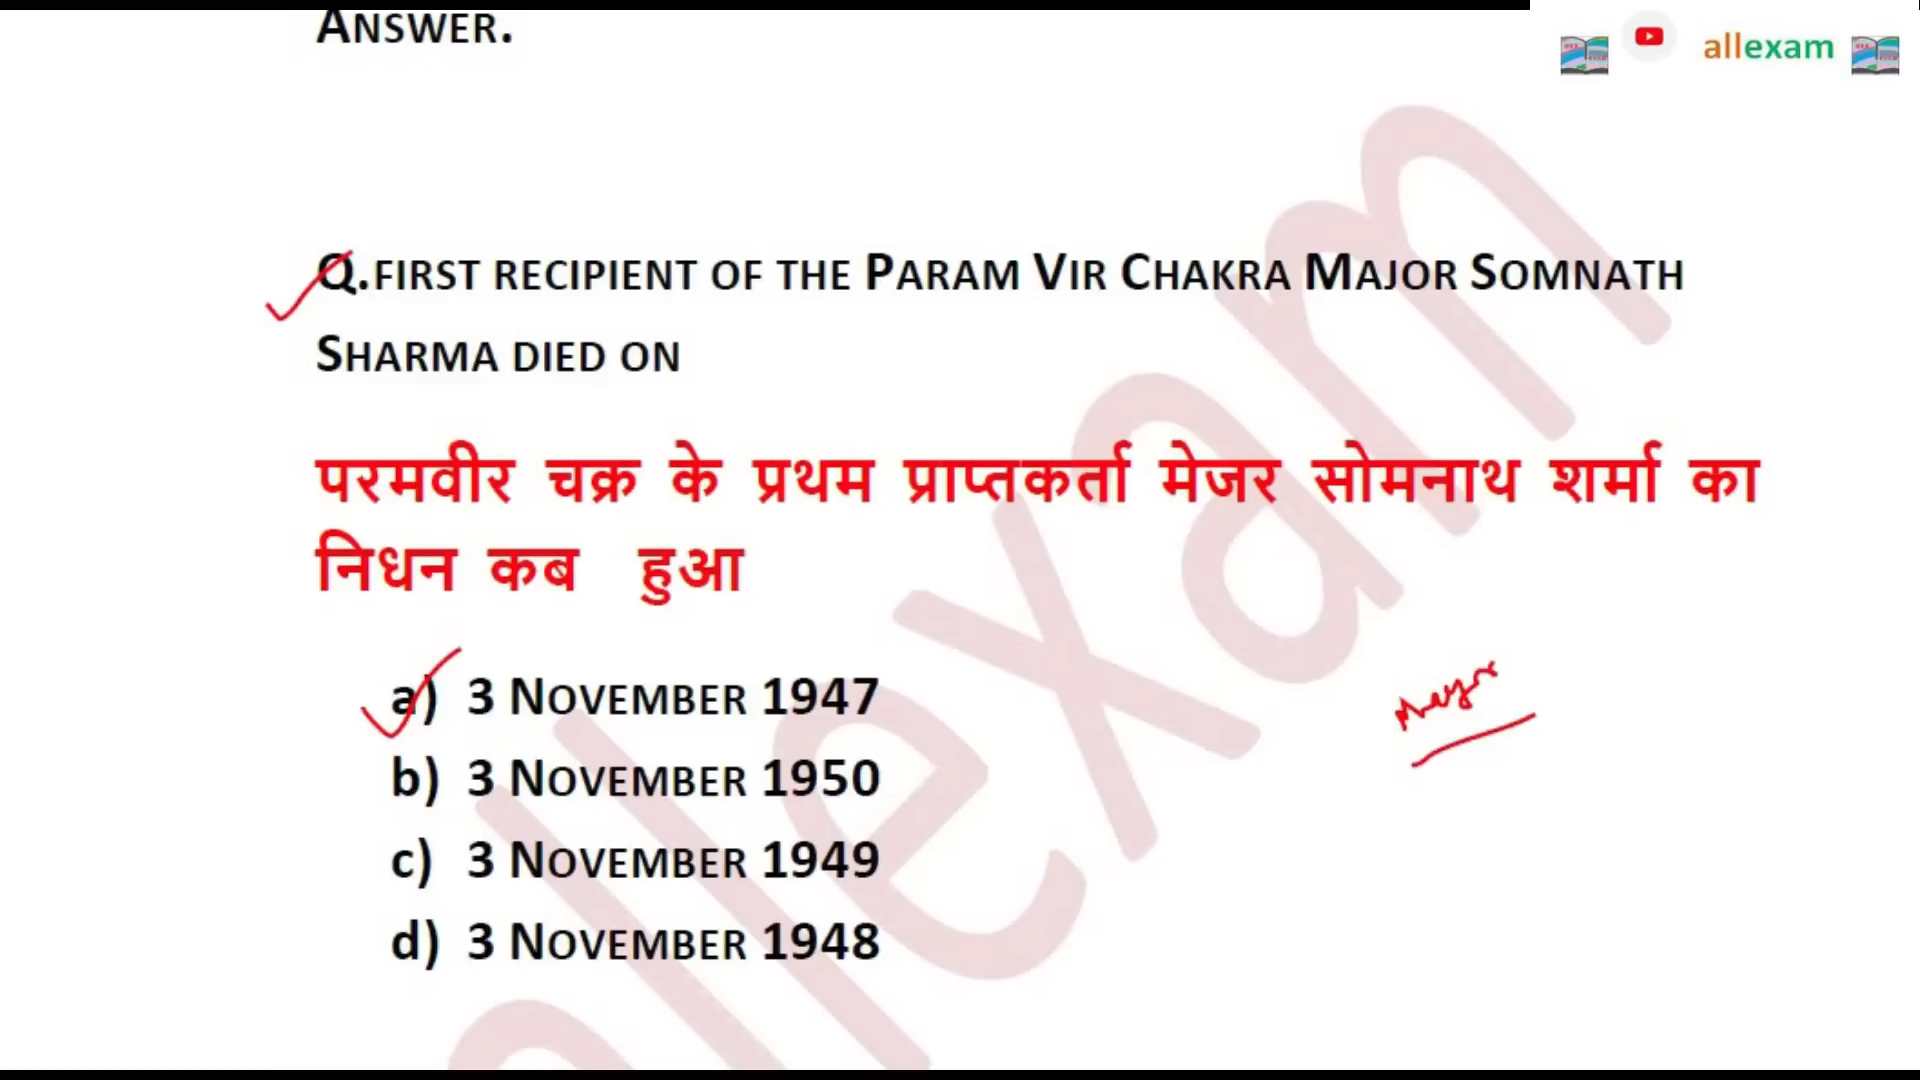 ANSWER.
allexam
Q.FIRST RECIPIENT OF THE PARAM VIR CHAKRA MAJOR SOMNATH
SHARMA DIED ON
परमवीर चक्र के प्रथम प्राप्तकर्ता मेजर सोमनाथ शर्मा का
निधन कब हुआ
a) 3 NOVEMBER 1947
b) 3 NOVEMBER 1950
c) 3 NOVEMBER 1949
d) 3 NOVEMBER 1948
allexam